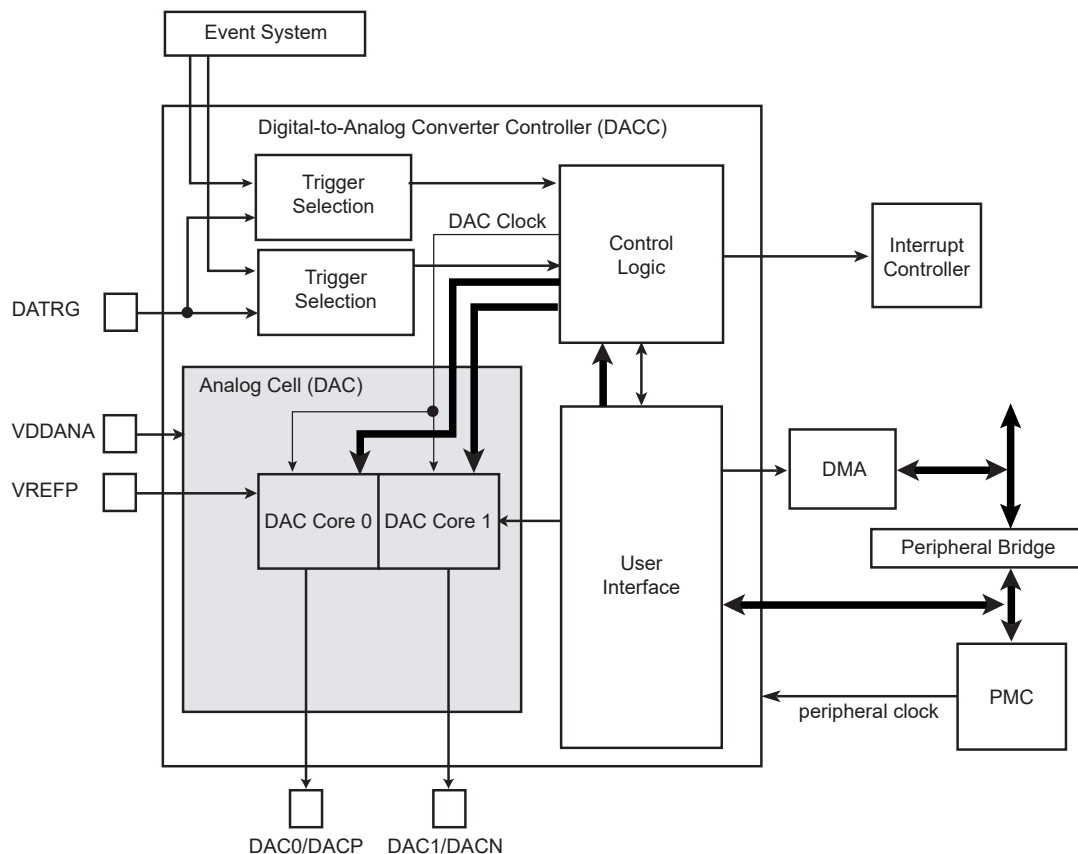 Event System
Digital-to-Analog Converter Controller (DACC)
Trigger
Selection
DAC Clock
Control
Logic
Interrupt
Controller
Trigger
Selection
DATRG
Analog Cell (DAC)
VDDANA
VREFP
DMA
DAC Core 0
DAC Core 1
Peripheral Bridge
User
Interface
PMC
peripheral clock
DAC0/DACP
DAC1/DACN